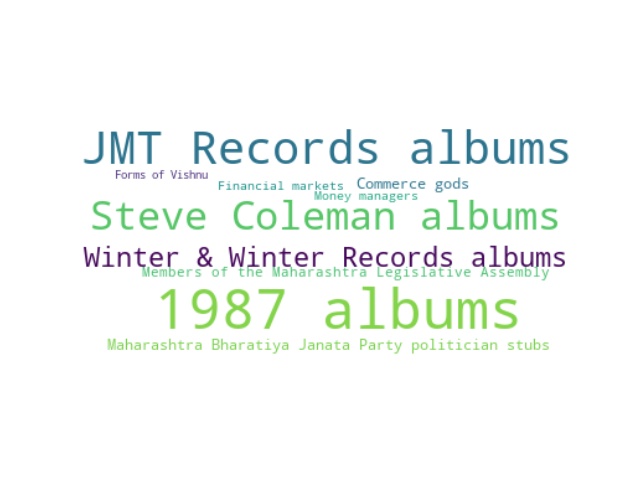 JMT Records albums
Forms of Vishnu
Financial markets
Commerce gods
Money managers
Steve Coleman albums
Winter & Winter Records albums
Members of the Maharashtra Legislative Assembly
1987 albums
Maharashtra Bharatiya Janata Party politician stubs